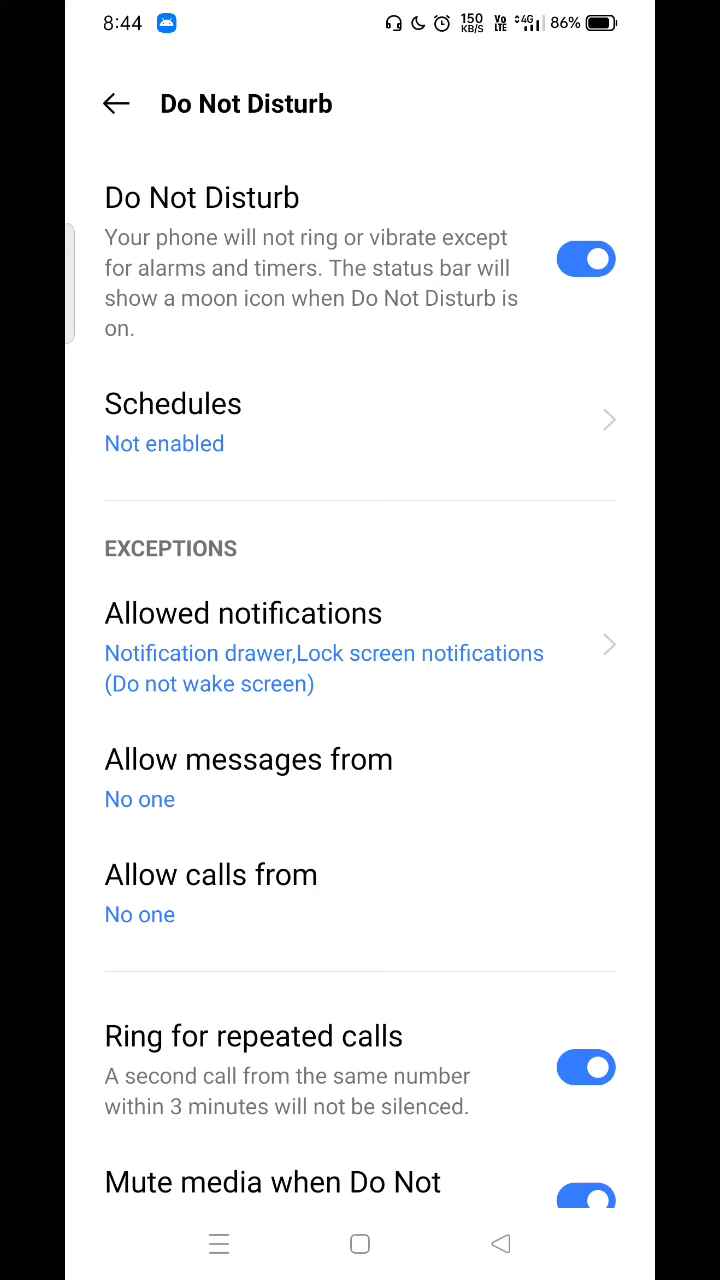 8:44 150 KB/S Vo LTE 4G 86%
Do Not Disturb
Do Not Disturb
Your phone will not ring or vibrate except
for alarms and timers. The status bar will
show a moon icon when Do Not Disturb is
on.
Schedules
Not enabled
EXCEPTIONS
Allowed notifications
Notification drawer,Lock screen notifications
(Do not wake screen)
Allow messages from
No one
Allow calls from
No one
Ring for repeated calls
A second call from the same number
within 3 minutes will not be silenced.
Mute media when Do Not